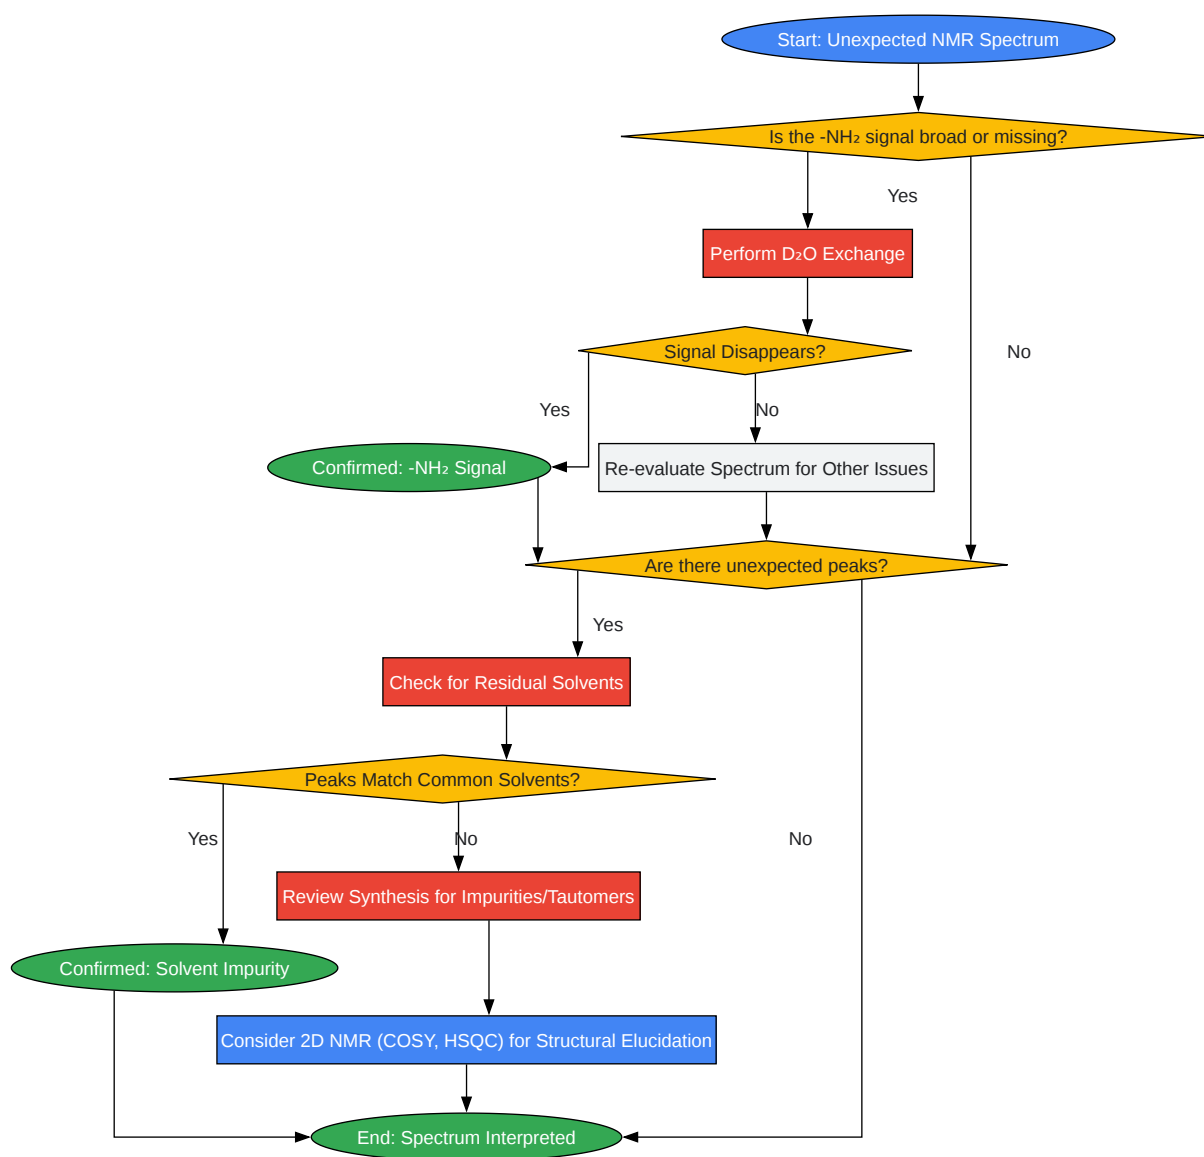 Start: Unexpected NMR Spectrum
Is the -NH₂ signal broad or missing?
Yes
Perform D₂O Exchange
No
Signal Disappears?
Yes
No
Confirmed: -NH₂ Signal
Re-evaluate Spectrum for Other Issues
Are there unexpected peaks?
Yes
Check for Residual Solvents
Peaks Match Common Solvents?
Yes
No
No
Review Synthesis for Impurities/Tautomers
Confirmed: Solvent Impurity
Consider 2D NMR (COSY, HSQC) for Structural Elucidation
End: Spectrum Interpreted